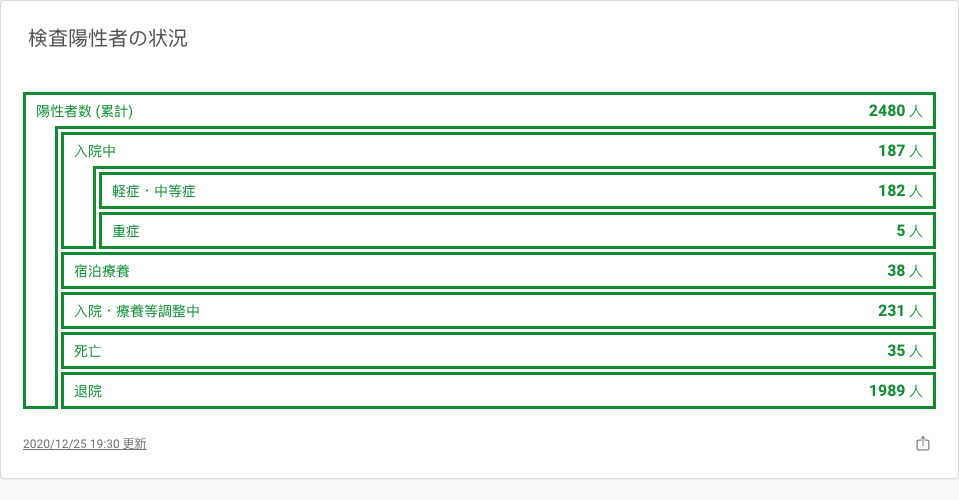 検査陽性者の状況
陽性者数 (累計) 2480 人
入院中 187 人
軽症・中等症 182 人
重症 5 人
宿泊療養 38 人
入院・療養等調整中 231 人
死亡 35 人
退院 1989 人
2020/12/25 19:30 更新